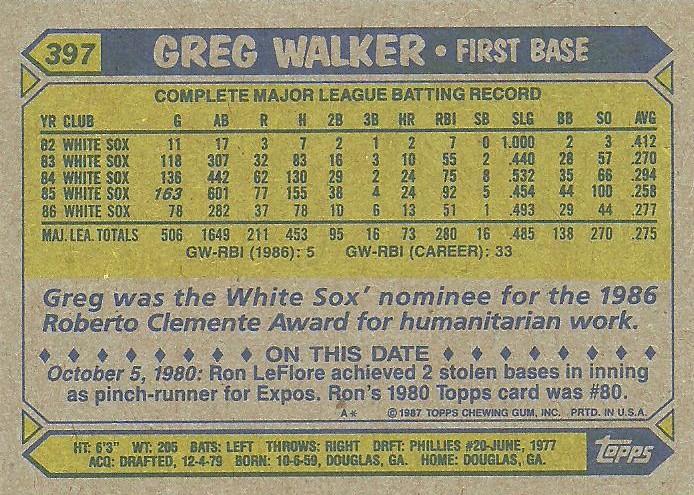 397 GREG WALKER • FIRST BASE
COMPLETE MAJOR LEAGUE BATTING RECORD
YR CLUB G AB R H 2B 3B HR RBI SB SLG BB SO AVG
82 WHITE SOX 11 17 3 7 2 1 2 7 0 1.000 2 3 .412
83 WHITE SOX 118 307 32 83 16 3 10 55 2 .440 28 57 .270
84 WHITE SOX 136 442 62 130 29 2 24 75 8 .532 35 66 .294
85 WHITE SOX 163 601 77 155 38 4 24 92 5 .454 44 100 .258
86 WHITE SOX 78 282 37 78 10 6 13 51 1 .493 29 44 .277
MAJ. LEA. TOTALS 506 1649 211 453 95 16 73 280 16 .485 138 270 .275
GW-RBI (1986): 5 GW-RBI (CAREER): 33
Greg was the White Sox' nominee for the 1986
Roberto Clemente Award for humanitarian work.
♦ ♦ ♦ ♦ ♦ ♦ ♦ ON THIS DATE ♦ ♦ ♦ ♦ ♦ ♦ ♦
October 5, 1980: Ron LeFlore achieved 2 stolen bases in inning
as pinch-runner for Expos. Ron's 1980 Topps card was #80.
A* ©1987 TOPPS CHEWING GUM, INC. PRTD. IN U.S.A.
HT: 6'3" WT: 205 BATS: LEFT THROWS: RIGHT DRFT: PHILLIES #20-JUNE, 1977
ACQ: DRAFTED, 12-4-79 BORN: 10-6-59, DOUGLAS, GA. HOME: DOUGLAS, GA.
Topps